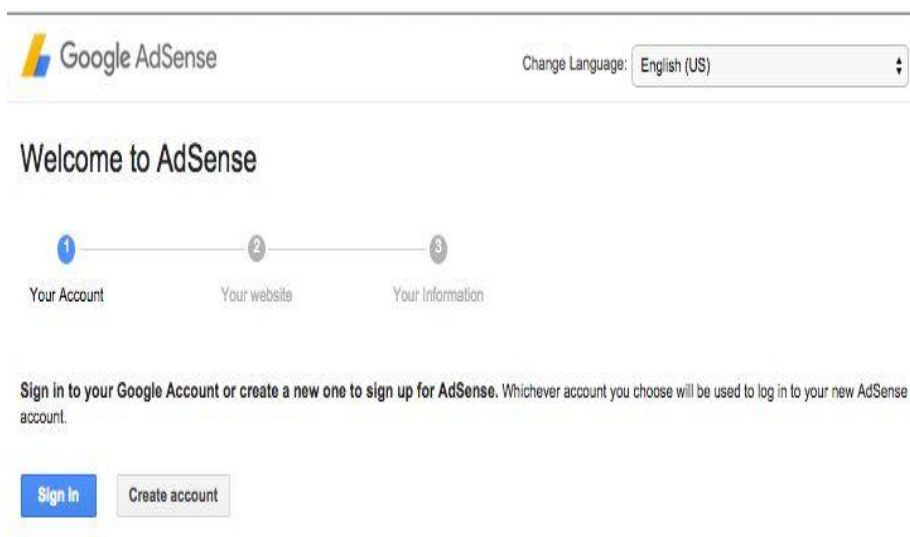 Google AdSense
Change Language: English (US)
Welcome to AdSense
1 2 3
Your Account Your website Your Information
Sign in to your Google Account or create a new one to sign up for AdSense. Whichever account you choose will be used to log in to your new AdSense
account.
Sign in Create account